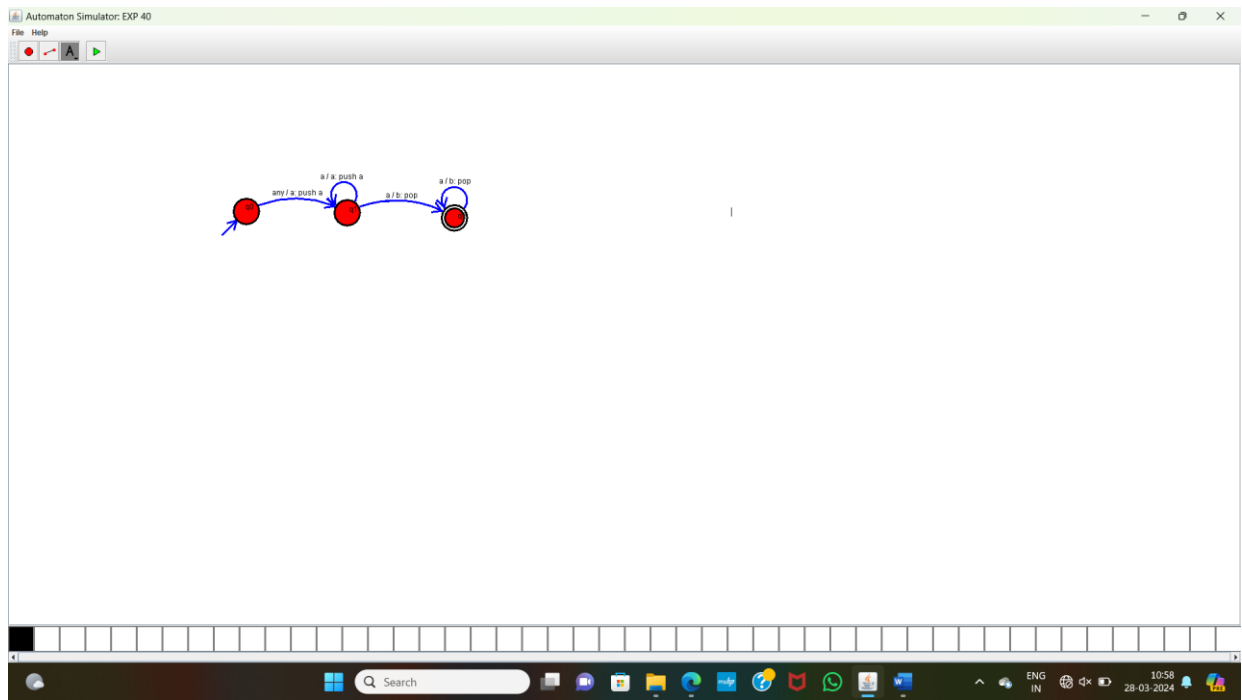 Automaton Simulator: EXP 40
File Help
A
a / a: push a
a / b: pop
any / a: push a
a / b: pop
Search
ENG
IN
10:58
28-03-2024